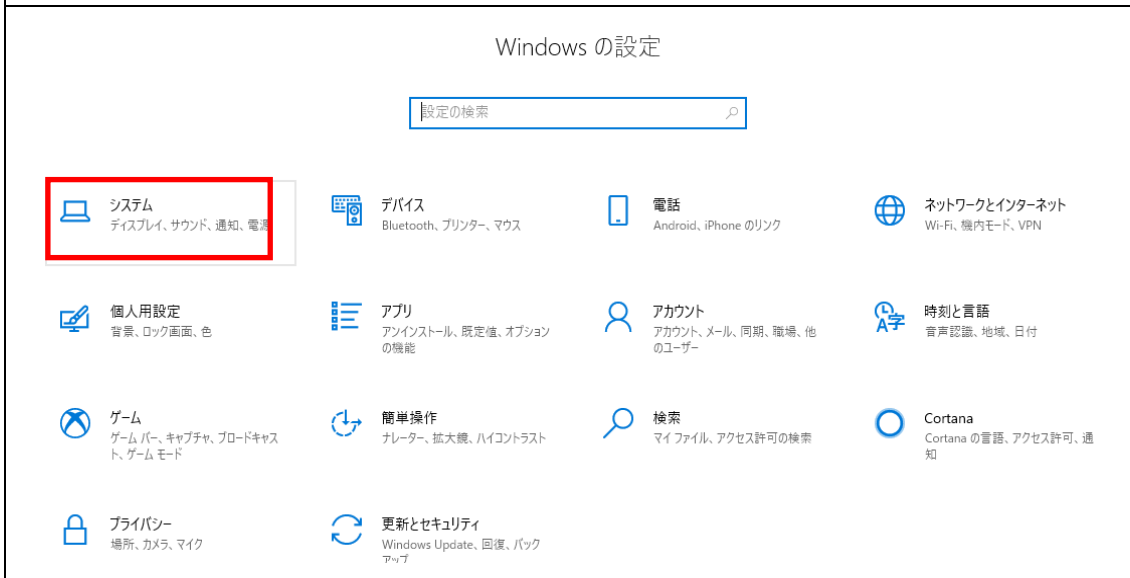 Windows の設定
設定の検索
システム
ディスプレイ、サウンド、通知、電源
デバイス
Bluetooth、プリンター、マウス
電話
Android、iPhone のリンク
ネットワークとインターネット
Wi-Fi、機内モード、VPN
個人用設定
背景、ロック画面、色
アプリ
アンインストール、既定値、オプション
の機能
アカウント
アカウント、メール、同期、職場、他
のユーザー
時刻と言語
音声認識、地域、日付
ゲーム
ゲーム バー、キャプチャ、ブロードキャス
ト、ゲーム モード
簡単操作
ナレーター、拡大鏡、ハイコントラスト
検索
マイ ファイル、アクセス許可の検索
Cortana
Cortana の言語、アクセス許可、通
知
プライバシー
場所、カメラ、マイク
更新とセキュリティ
Windows Update、回復、バック
アップ